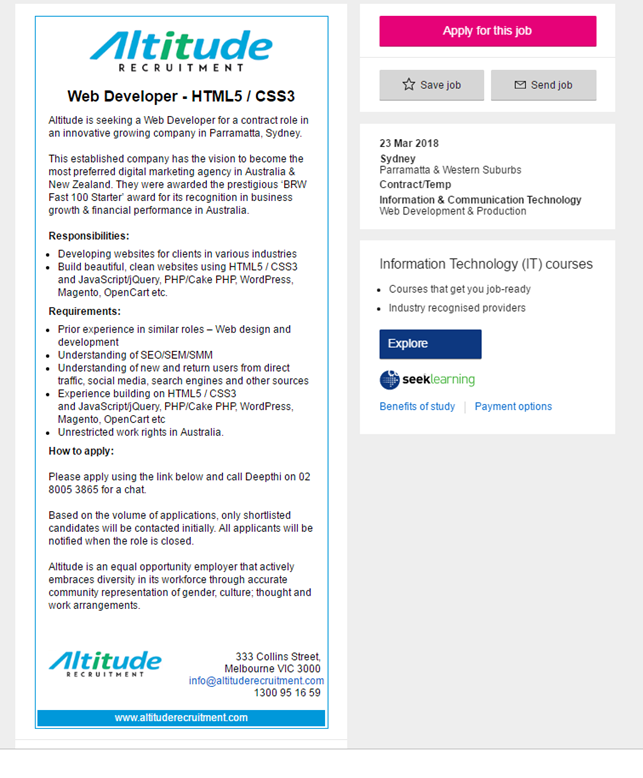 Altitude
RECRUITMENT
Web Developer - HTML5 / CSS3
Altitude is seeking a Web Developer for a contract role in
an innovative growing company in Parramatta, Sydney.
This established company has the vision to become the
most preferred digital marketing agency in Australia &
New Zealand. They were awarded the prestigious ‘BRW
Fast 100 Starter’ award for its recognition in business
growth & financial performance in Australia.
Responsibilities:
• Developing websites for clients in various industries
• Build beautiful, clean websites using HTML5 / CSS3
and JavaScript/jQuery, PHP/Cake PHP, WordPress,
Magento, OpenCart etc.
Requirements:
• Prior experience in similar roles – Web design and
development
• Understanding of SEO/SEM/SMM
• Understanding of new and return users from direct
traffic, social media, search engines and other sources
• Experience building on HTML5 / CSS3
and JavaScript/jQuery, PHP/Cake PHP, WordPress,
Magento, OpenCart etc
• Unrestricted work rights in Australia.
How to apply:
Please apply using the link below and call Deepthi on 02
8005 3865 for a chat.
Based on the volume of applications, only shortlisted
candidates will be contacted initially. All applicants will be
notified when the role is closed.
Altitude is an equal opportunity employer that actively
embraces diversity in its workforce through accurate
community representation of gender, culture; thought and
work arrangements.
Altitude
RECRUITMENT
333 Collins Street,
Melbourne VIC 3000
info@altituderecruitment.com
1300 95 16 59
www.altituderecruitment.com
Apply for this job
Save job
Send job
23 Mar 2018
Sydney
Parramatta & Western Suburbs
Contract/Temp
Information & Communication Technology
Web Development & Production
Information Technology (IT) courses
• Courses that get you job-ready
• Industry recognised providers
Explore
seeklearning
Benefits of study | Payment options